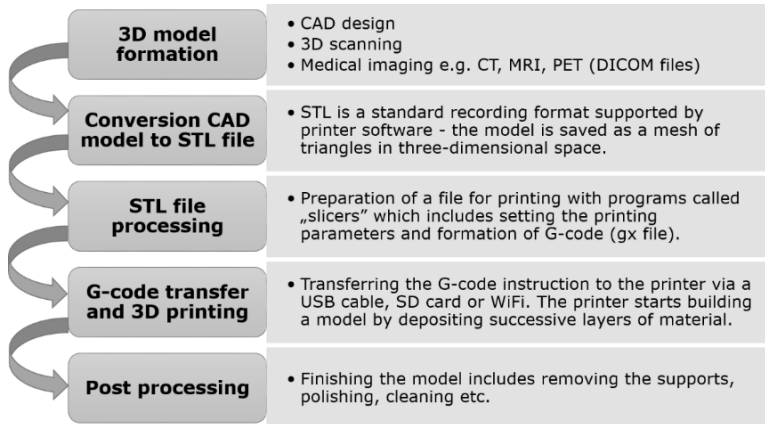 3D model
formation
• CAD design
• 3D scanning
• Medical imaging e.g. CT, MRI, PET (DICOM files)
Conversion CAD
model to STL file
• STL is a standard recording format supported by
printer software - the model is saved as a mesh of
triangles in three-dimensional space.
STL file
processing
• Preparation of a file for printing with programs called
„slicers” which includes setting the printing
parameters and formation of G-code (gx file).
G-code transfer
and 3D printing
• Transferring the G-code instruction to the printer via a
USB cable, SD card or WiFi. The printer starts building
a model by depositing successive layers of material.
Post processing
• Finishing the model includes removing the supports,
polishing, cleaning etc.